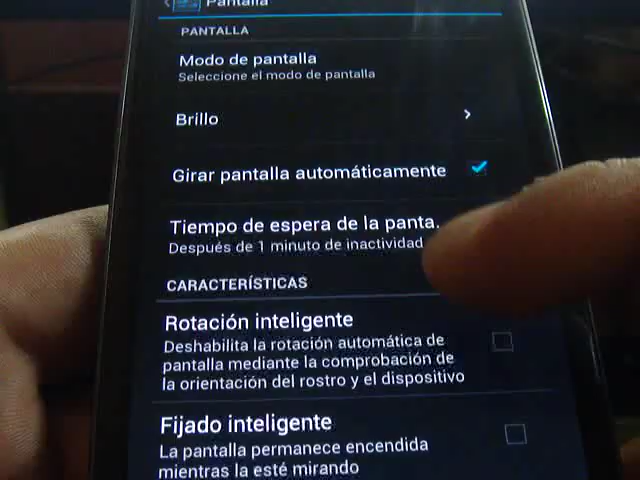 Pantalla
PANTALLA
Modo de pantalla
Seleccione el modo de pantalla
Brillo
Girar pantalla automáticamente
Tiempo de espera de la panta.
Después de 1 minuto de inactividad
CARACTERÍSTICAS
Rotación inteligente
Deshabilita la rotación automática de
pantalla mediante la comprobación de
la orientación del rostro y el dispositivo
Fijado inteligente
La pantalla permanece encendida
mientras la esté mirando